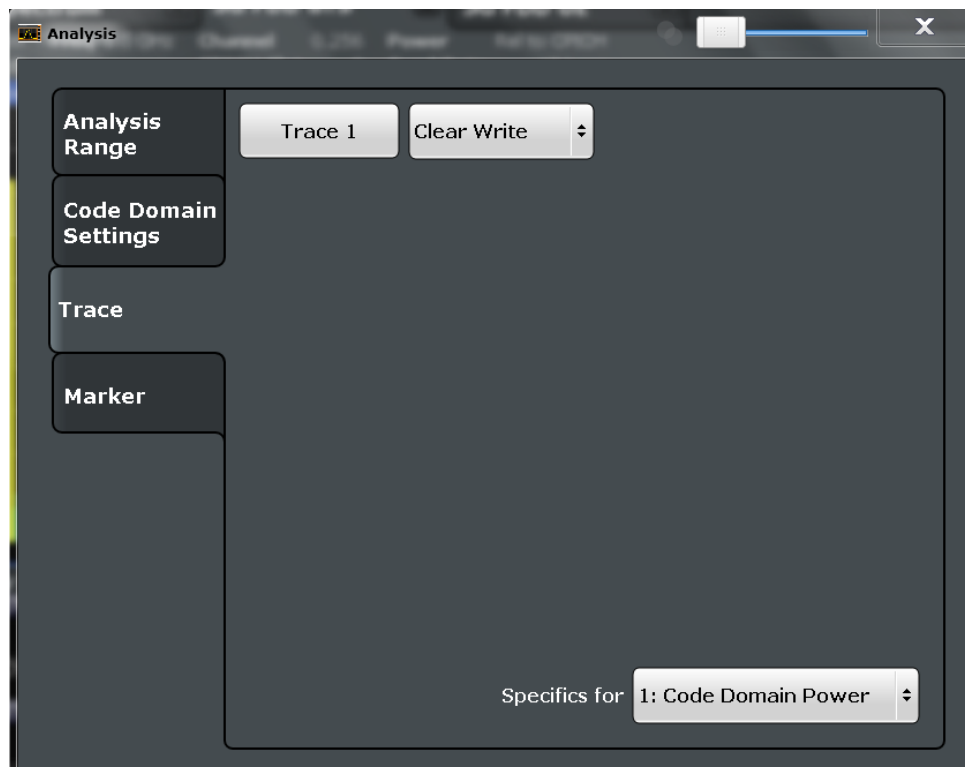 Analysis
Analysis
Range
Trace 1
Clear Write
Code Domain
Settings
Trace
Marker
Specifics for
1: Code Domain Power
X